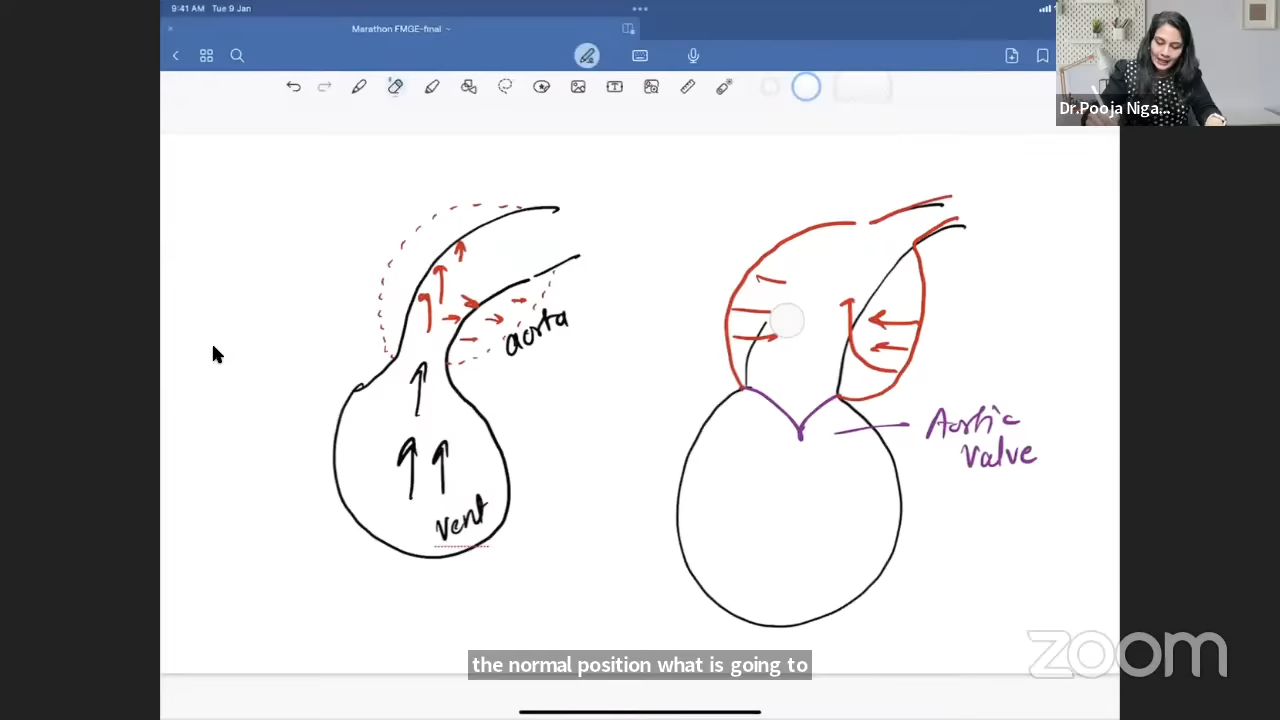 9:41 AM Tue 9 Jan
Marathon FMGE-final
Dr.Pooja Niga...
aorta
vent
Aortic
valve
the normal position what is going to
zoom